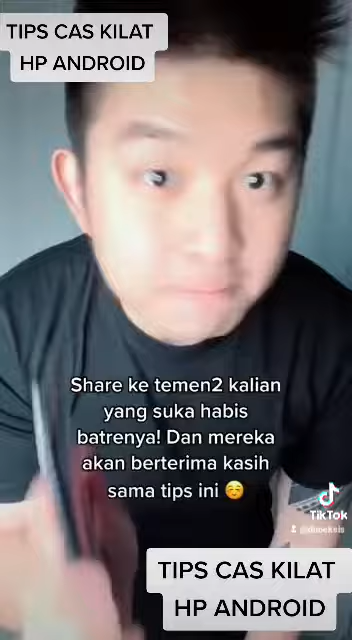 TIPS CAS KILAT
HP ANDROID
Share ke temen2 kalian
yang suka habis
batrenya! Dan mereka
akan berterima kasih
sama tips ini ☺️
TikTok
TIPS CAS KILAT
HP ANDROID